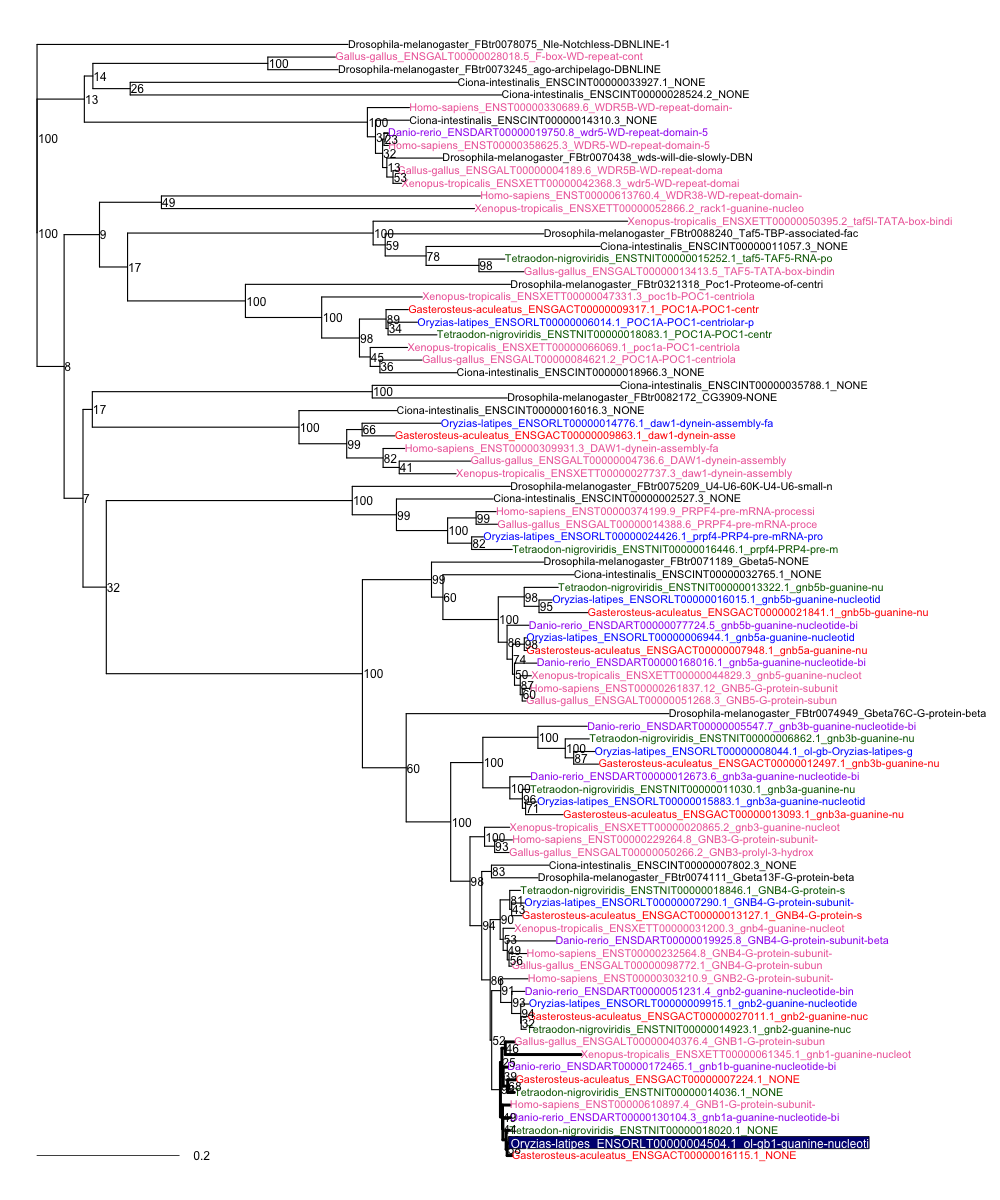 Drosophila-melanogaster_FBtr0078075_Nle-Notchless-DBNLINE-1
Gallus-gallus_ENSGALT00000028018.5_F-box-WD-repeat-cont
100
Drosophila-melanogaster_FBtr0073245_ago-archipelago-DBNLINE
14
Ciona-intestinalis_ENSCINT00000033927.1_NONE
26
Ciona-intestinalis_ENSCINT00000028524.2_NONE
13
Homo-sapiens_ENST00000330689.6_WDR5B-WD-repeat-domain-
100
Ciona-intestinalis_ENSCINT00000014310.3_NONE
Danio-rerio_ENSDART00000019750.8_wdr5-WD-repeat-domain-5
100
37
23
Homo-sapiens_ENST00000358625.3_WDR5-WD-repeat-domain-5
32
Drosophila-melanogaster_FBtr0070438_wds-will-die-slowly-DBN
13
Gallus-gallus_ENSGALT00000004189.6_WDR5B-WD-repeat-doma
53
Xenopus-tropicalis_ENSXETT00000042368.3_wdr5-WD-repeat-domai
Homo-sapiens_ENST00000613760.4_WDR38-WD-repeat-domain-
49
Xenopus-tropicalis_ENSXETT00000052866.2_rack1-guanine-nucleo
Xenopus-tropicalis_ENSXETT00000050395.2_taf5l-TATA-box-bindi
100
9
100
Drosophila-melanogaster_FBtr0088240_Taf5-TBP-associated-fac
59
Ciona-intestinalis_ENSCINT00000011057.3_NONE
78
Tetraodon-nigroviridis_ENSTNIT00000015252.1_taf5-TAF5-RNA-po
17
98
Gallus-gallus_ENSGALT00000013413.5_TAF5-TATA-box-bindin
Drosophila-melanogaster_FBtr0321318_Poc1-Proteome-of-centri
100
Xenopus-tropicalis_ENSXETT00000047331.3_poc1b-POC1-centriola
Gasterosteus-aculeatus_ENSGACT00000009317.1_POC1A-POC1-centr
100
89
Oryzias-latipes_ENSORLT00000006014.1_POC1A-POC1-centriolar-p
34
Tetraodon-nigroviridis_ENSTNIT00000018083.1_POC1A-POC1-centr
98
Xenopus-tropicalis_ENSXETT00000066069.1_poc1a-POC1-centriola
45
Gallus-gallus_ENSGALT00000084621.2_POC1A-POC1-centriola
8
36
Ciona-intestinalis_ENSCINT00000018966.3_NONE
Ciona-intestinalis_ENSCINT00000035788.1_NONE
100
Drosophila-melanogaster_FBtr0082172_CG3909-NONE
17
Ciona-intestinalis_ENSCINT00000016016.3_NONE
Oryzias-latipes_ENSORLT00000014776.1_daw1-dynein-assembly-fa
100
66
Gasterosteus-aculeatus_ENSGACT00000009863.1_daw1-dynein-asse
99
Homo-sapiens_ENST00000309931.3_DAW1-dynein-assembly-fa
82
Gallus-gallus_ENSGALT00000004736.6_DAW1-dynein-assembly
41
Xenopus-tropicalis_ENSXETT00000027737.3_daw1-dynein-assembly
Drosophila-melanogaster_FBtr0075209_U4-U6-60K-U4-U6-small-n
7
100
Ciona-intestinalis_ENSCINT00000002527.3_NONE
Homo-sapiens_ENST00000374199.9_PRPF4-pre-mRNA-processi
99
99
Gallus-gallus_ENSGALT00000014388.6_PRPF4-pre-mRNA-proce
100
Oryzias-latipes_ENSORLT00000024426.1_prpf4-PRP4-pre-mRNA-pro
82
Tetraodon-nigroviridis_ENSTNIT00000016446.1_prpf4-PRP4-pre-m
Drosophila-melanogaster_FBtr0071189_Gbeta5-NONE
32
99
Ciona-intestinalis_ENSCINT00000032765.1_NONE
Tetraodon-nigroviridis_ENSTNIT00000013322.1_gnb5b-guanine-nu
60
98
Oryzias-latipes_ENSORLT00000016015.1_gnb5b-guanine-nucleotid
95
Gasterosteus-aculeatus_ENSGACT00000021841.1_gnb5b-guanine-nu
100
Danio-rerio_ENSDART00000077724.5_gnb5b-guanine-nucleotide-bi
Oryzias-latipes_ENSORLT00000006944.1_gnb5a-guanine-nucleotid
86
98
Gasterosteus-aculeatus_ENSGACT00000007948.1_gnb5a-guanine-nu
74
Danio-rerio_ENSDART00000168016.1_gnb5a-guanine-nucleotide-bi
100
50
Xenopus-tropicalis_ENSXETT00000044829.3_gnb5-guanine-nucleot
87
Homo-sapiens_ENST00000261837.12_GNB5-G-protein-subunit
60
Gallus-gallus_ENSGALT00000051268.3_GNB5-G-protein-subun
Drosophila-melanogaster_FBtr0074949_Gbeta76C-G-protein-beta
Danio-rerio_ENSDART00000005547.7_gnb3b-guanine-nucleotide-bi
100
Tetraodon-nigroviridis_ENSTNIT00000006862.1_gnb3b-guanine-nu
100
Oryzias-latipes_ENSORLT00000008044.1_ol-gb-Oryzias-latipes-g
87
Gasterosteus-aculeatus_ENSGACT00000012497.1_gnb3b-guanine-nu
60
100
Danio-rerio_ENSDART00000012673.6_gnb3a-guanine-nucleotide-bi
100
Tetraodon-nigroviridis_ENSTNIT00000011030.1_gnb3a-guanine-nu
96
Oryzias-latipes_ENSORLT00000015883.1_gnb3a-guanine-nucleotid
71
Gasterosteus-aculeatus_ENSGACT00000013093.1_gnb3a-guanine-nu
100
Xenopus-tropicalis_ENSXETT00000020865.2_gnb3-guanine-nucleot
100
Homo-sapiens_ENST00000229264.8_GNB3-G-protein-subunit-
93
Gallus-gallus_ENSGALT00000050266.2_GNB3-prolyl-3-hydrox
Ciona-intestinalis_ENSCINT00000007802.3_NONE
83
98
Drosophila-melanogaster_FBtr0074111_Gbeta13F-G-protein-beta
Tetraodon-nigroviridis_ENSTNIT00000018846.1_GNB4-G-protein-s
81
Oryzias-latipes_ENSORLT00000007290.1_GNB4-G-protein-subunit-
43
Gasterosteus-aculeatus_ENSGACT00000013127.1_GNB4-G-protein-s
90
94
Xenopus-tropicalis_ENSXETT00000031200.3_gnb4-guanine-nucleot
53
Danio-rerio_ENSDART00000019925.8_GNB4-G-protein-subunit-beta
49
Homo-sapiens_ENST00000232564.8_GNB4-G-protein-subunit-
56
Gallus-gallus_ENSGALT00000098772.1_GNB4-G-protein-subun
86
Homo-sapiens_ENST00000303210.9_GNB2-G-protein-subunit-
91
Danio-rerio_ENSDART00000051231.4_gnb2-guanine-nucleotide-bin
93
Oryzias-latipes_ENSORLT00000009915.1_gnb2-guanine-nucleotide
94
Gasterosteus-aculeatus_ENSGACT00000027011.1_gnb2-guanine-nuc
32
Tetraodon-nigroviridis_ENSTNIT00000014923.1_gnb2-guanine-nuc
52
Gallus-gallus_ENSGALT00000040376.4_GNB1-G-protein-subun
46
Xenopus-tropicalis_ENSXETT00000061345.1_gnb1-guanine-nucleot
25
Danio-rerio_ENSDART00000172465.1_gnb1b-guanine-nucleotide-bi
39
Gasterosteus-aculeatus_ENSGACT00000007224.1_NONE
68
Tetraodon-nigroviridis_ENSTNIT00000014036.1_NONE
Homo-sapiens_ENST00000610897.4_GNB1-G-protein-subunit-
Danio-rerio_ENSDART00000130104.3_gnb1a-guanine-nucleotide-bi
Tetraodon-nigroviridis_ENSTNIT00000018020.1_NONE
Oryzias-latipes_ENSORLT00000004504.1_ol-gb1-guanine-nucleoti
Gasterosteus-aculeatus_ENSGACT00000016115.1_NONE
0.2